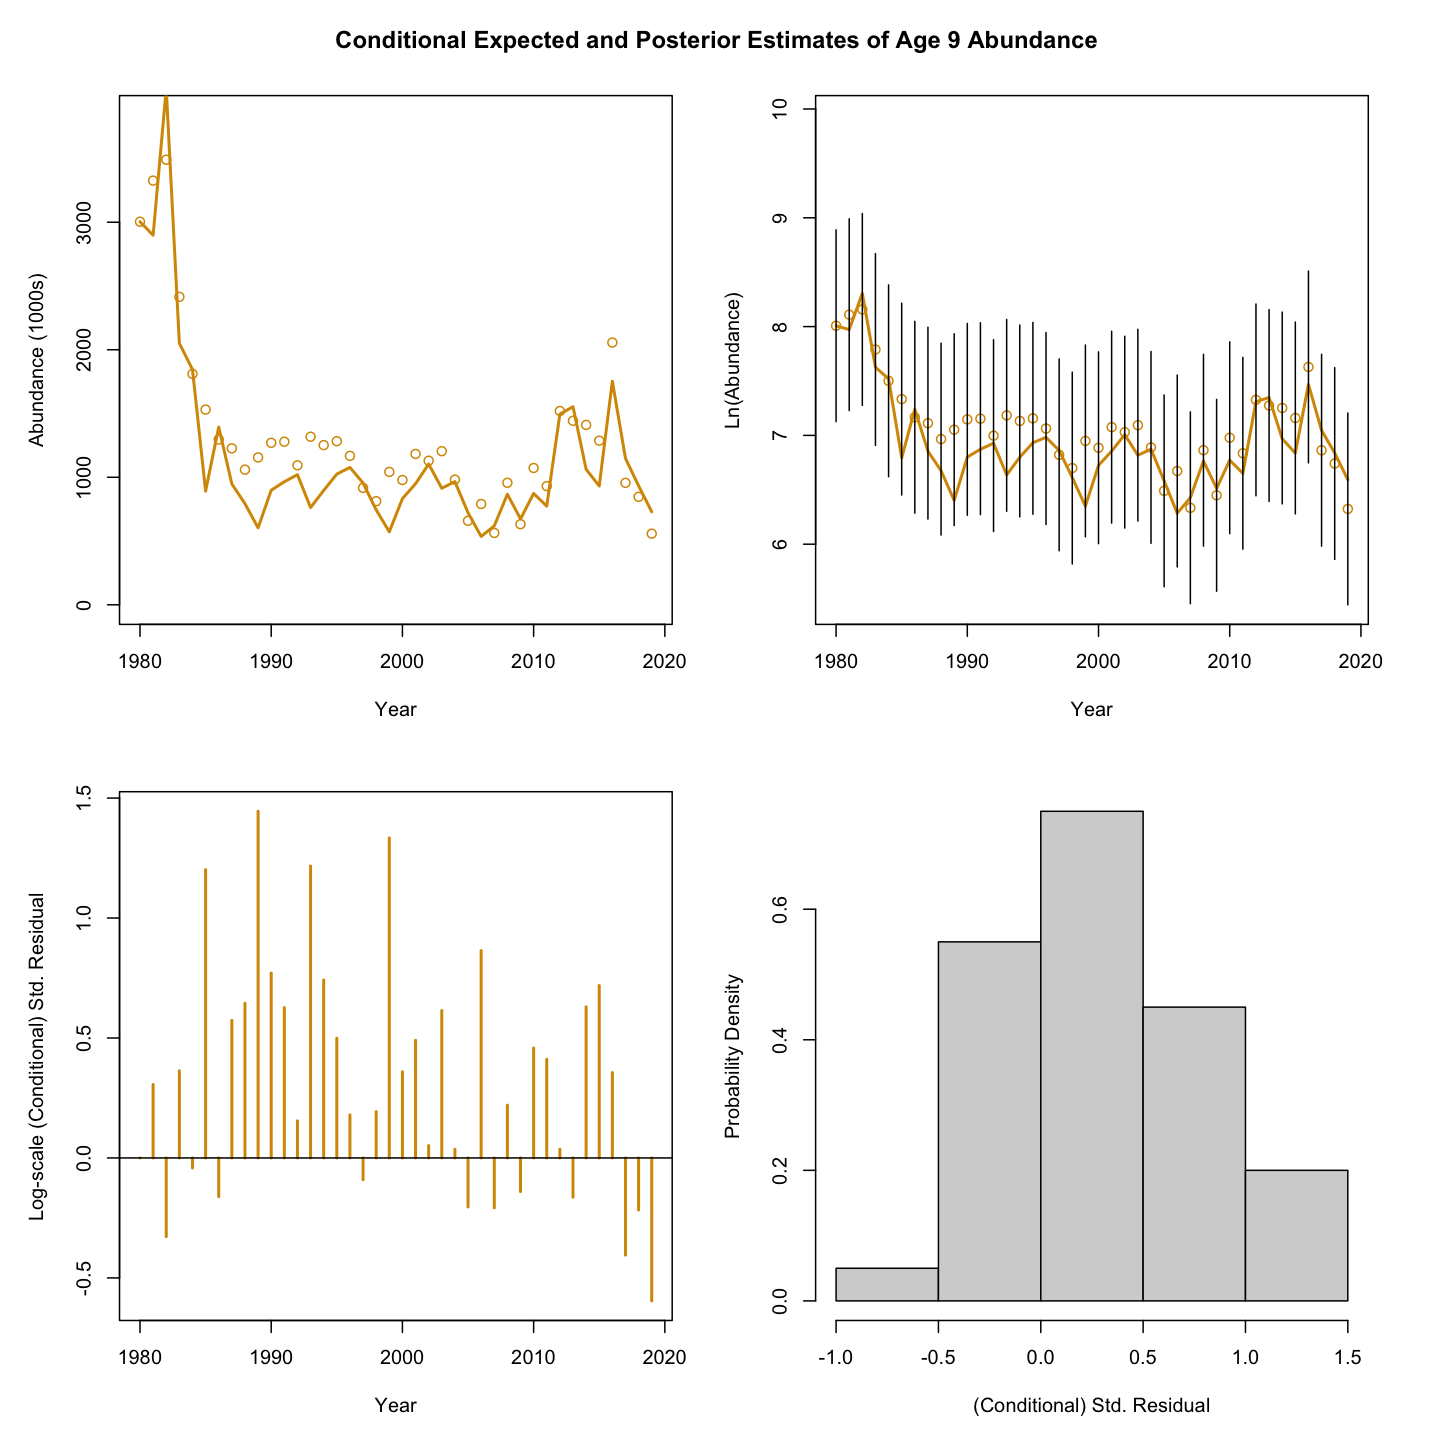 Conditional Expected and Posterior Estimates of Age 9 Abundance
Abundance (1000s)
3000
2000
1000
0
1980 1990 2000 2010 2020
Year
Ln(Abundance)
10
9
8
7
6
1980 1990 2000 2010 2020
Year
Log-scale (Conditional) Std. Residual
1.5
1.0
0.5
0.0
-0.5
1980 1990 2000 2010 2020
Year
Probability Density
0.6
0.4
0.2
0.0
-1.0 -0.5 0.0 0.5 1.0 1.5
(Conditional) Std. Residual